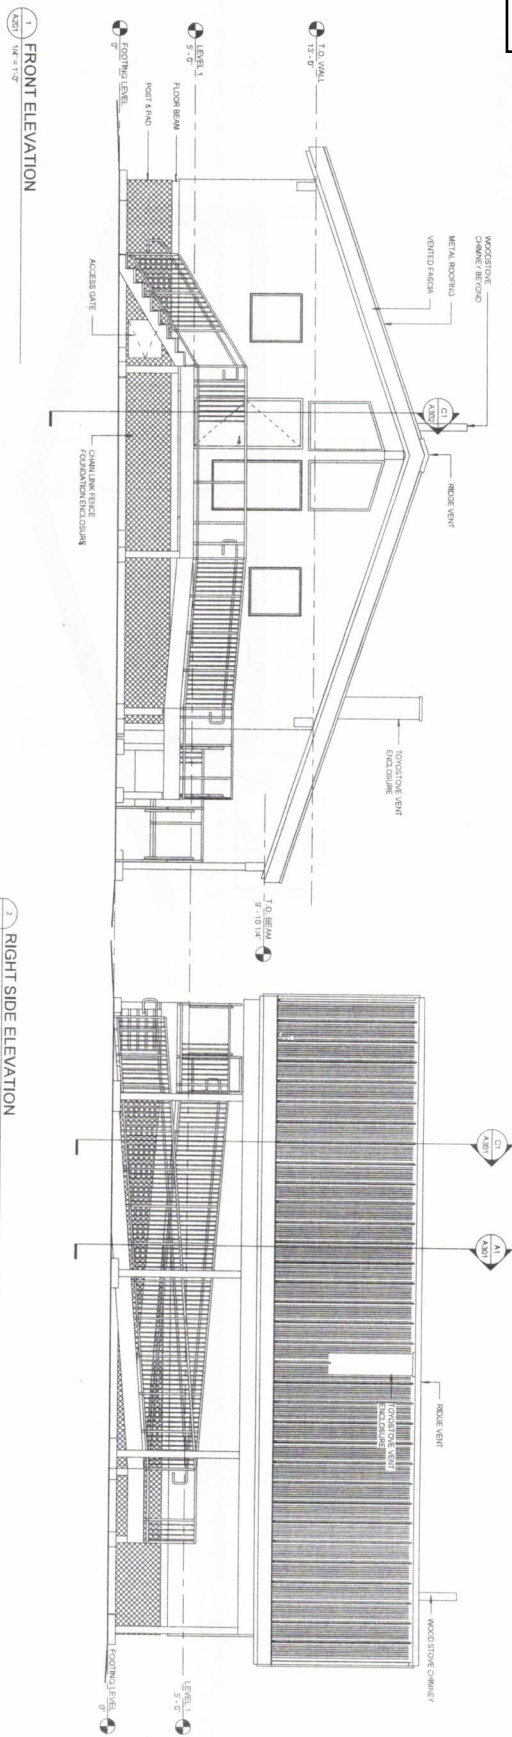 1
A201
FRONT ELEVATION
1/4" = 1'-0"
T.O. WALL
13' - 0"
LEVEL 1
5' - 0"
FOOTING LEVEL
0"
FLOOR BEAM
POST & PAD
ACCESS GATE
CHAIN LINK FENCE
FOUNDATION ENCLOSURE
WOODSTOVE
CHIMNEY BEYOND
METAL ROOFING
VENTED FASCIA
C1
A302
RIDGE VENT
TOYOSTOVE VENT
ENCLOSURE
T.O. BEAM
9' - 10 1/4"
2
RIGHT SIDE ELEVATION
C1
A301
A1
A301
RIDGE VENT
TOYOSTOVE VENT
ENCLOSURE
WOOD STOVE CHIMNEY
LEVEL 1
5' - 0"
FOOTING LEVEL
0"